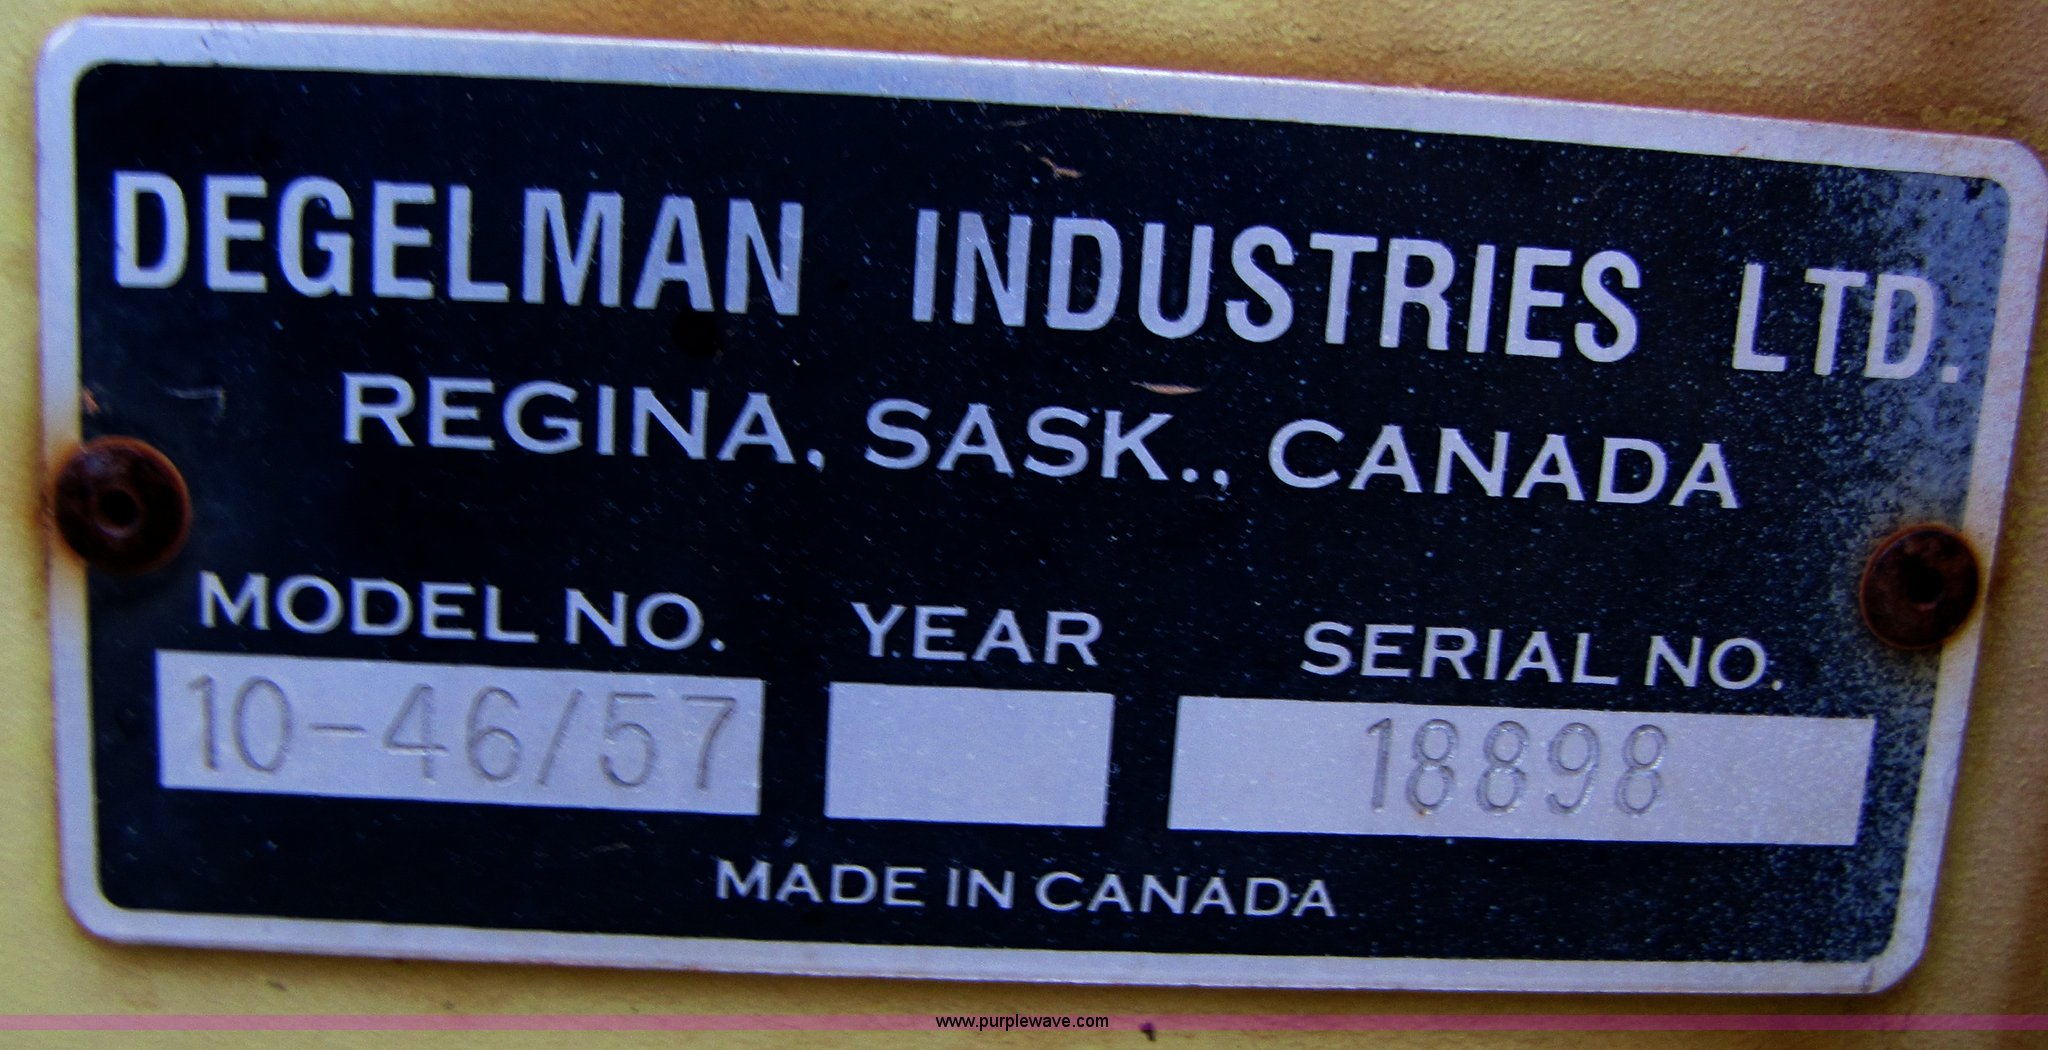 DEGELMAN INDUSTRIES LTD.
REGINA, SASK., CANADA
MODEL NO. YEAR SERIAL NO.
10-46/57 18898
MADE IN CANADA
www.purplewave.com